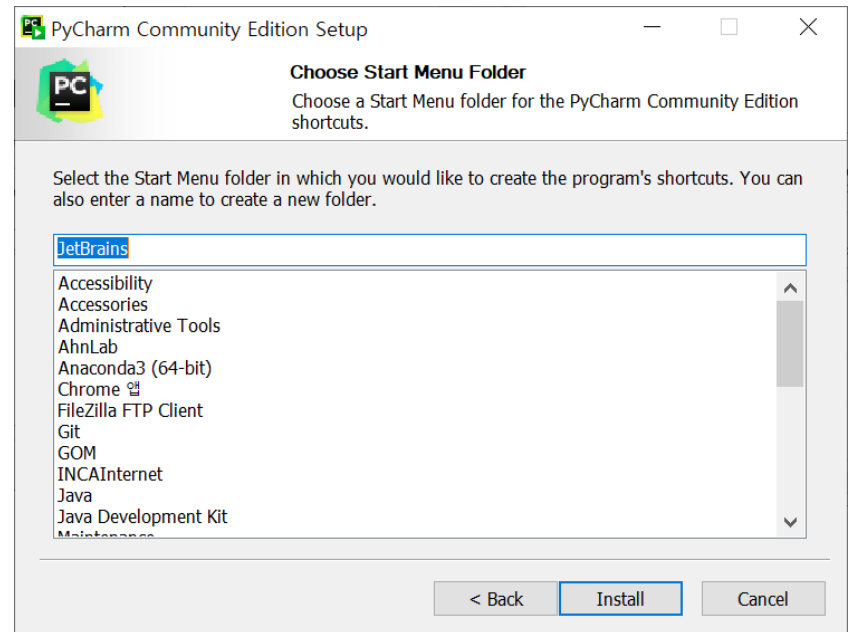 PyCharm Community Edition Setup
PC
Choose Start Menu Folder
Choose a Start Menu folder for the PyCharm Community Edition
shortcuts.
Select the Start Menu folder in which you would like to create the program's shortcuts. You can
also enter a name to create a new folder.
JetBrains
Accessibility
Accessories
Administrative Tools
AhnLab
Anaconda3 (64-bit)
Chrome 앱
FileZilla FTP Client
Git
GOM
INCAInternet
Java
Java Development Kit
Maintenance
< Back Install Cancel